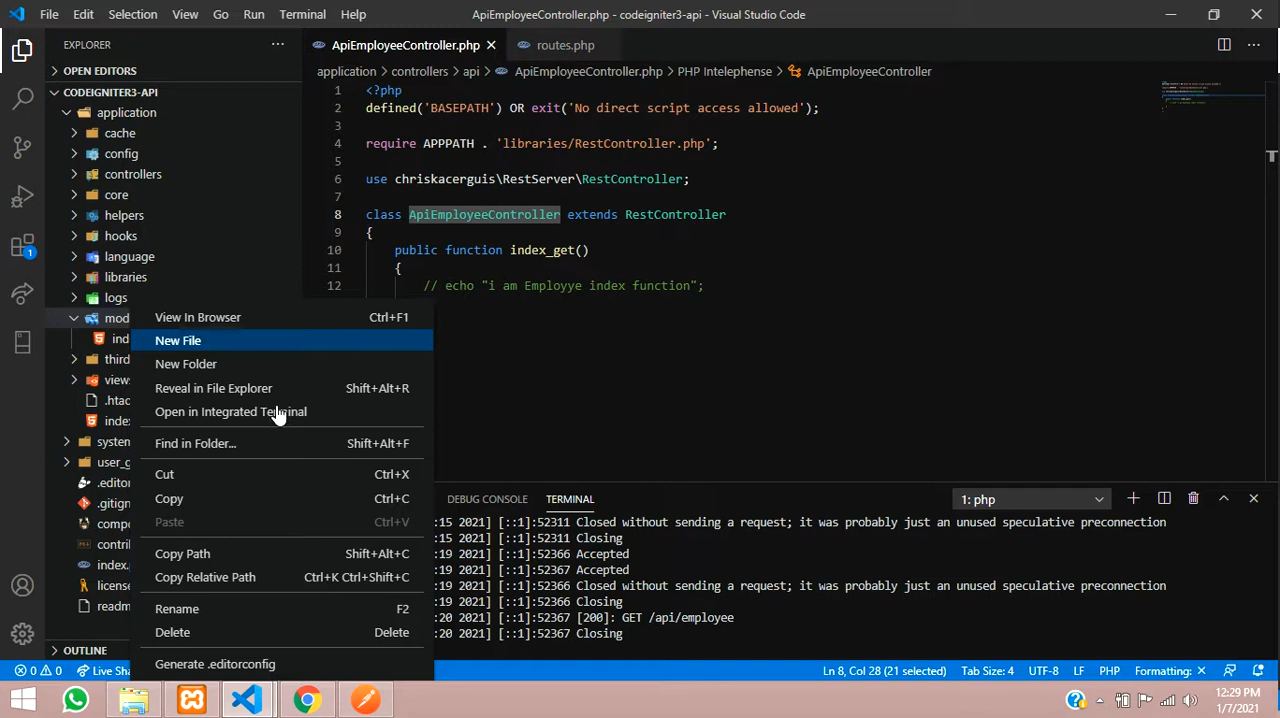 File Edit Selection View Go Run Terminal Help ApiEmployeeController.php - codeigniter3-api - Visual Studio Code
EXPLORER
ApiEmployeeController.php routes.php
OPEN EDITORS
application > controllers > api > ApiEmployeeController.php > PHP Intelephense > ApiEmployeeController
CODEIGNITER3-API
application
cache
config
controllers
core
helpers
hooks
language
libraries
logs
mod
ind
third
views
.htac
index
system
user_g
.editor
.gitign
compo
contri
index.
license
readm
OUTLINE
1 <?php
2 defined('BASEPATH') OR exit('No direct script access allowed');
3
4 require APPPATH . 'libraries/RestController.php';
5
6 use chriskacerguis\RestServer\RestController;
7
8 class ApiEmployeeController extends RestController
9 {
10 public function index_get()
11 {
12 // echo "i am Employye index function";
View In Browser Ctrl+F1
New File
New Folder
Reveal in File Explorer Shift+Alt+R
Open in Integrated Terminal
Find in Folder... Shift+Alt+F
Cut Ctrl+X
Copy Ctrl+C
Paste Ctrl+V
Copy Path Shift+Alt+C
Copy Relative Path Ctrl+K Ctrl+Shift+C
Rename F2
Delete Delete
Generate .editorconfig
DEBUG CONSOLE TERMINAL 1: php
:15 2021] [::1]:52311 Closed without sending a request; it was probably just an unused speculative preconnection
:15 2021] [::1]:52311 Closing
:19 2021] [::1]:52366 Accepted
:19 2021] [::1]:52367 Accepted
:19 2021] [::1]:52366 Closed without sending a request; it was probably just an unused speculative preconnection
:19 2021] [::1]:52366 Closing
:20 2021] [::1]:52367 [200]: GET /api/employee
:20 2021] [::1]:52367 Closing
1
0 0 Live Sha Ln 8, Col 28 (21 selected) Tab Size: 4 UTF-8 LF PHP Formatting: ×
12:29 PM
1/7/2021